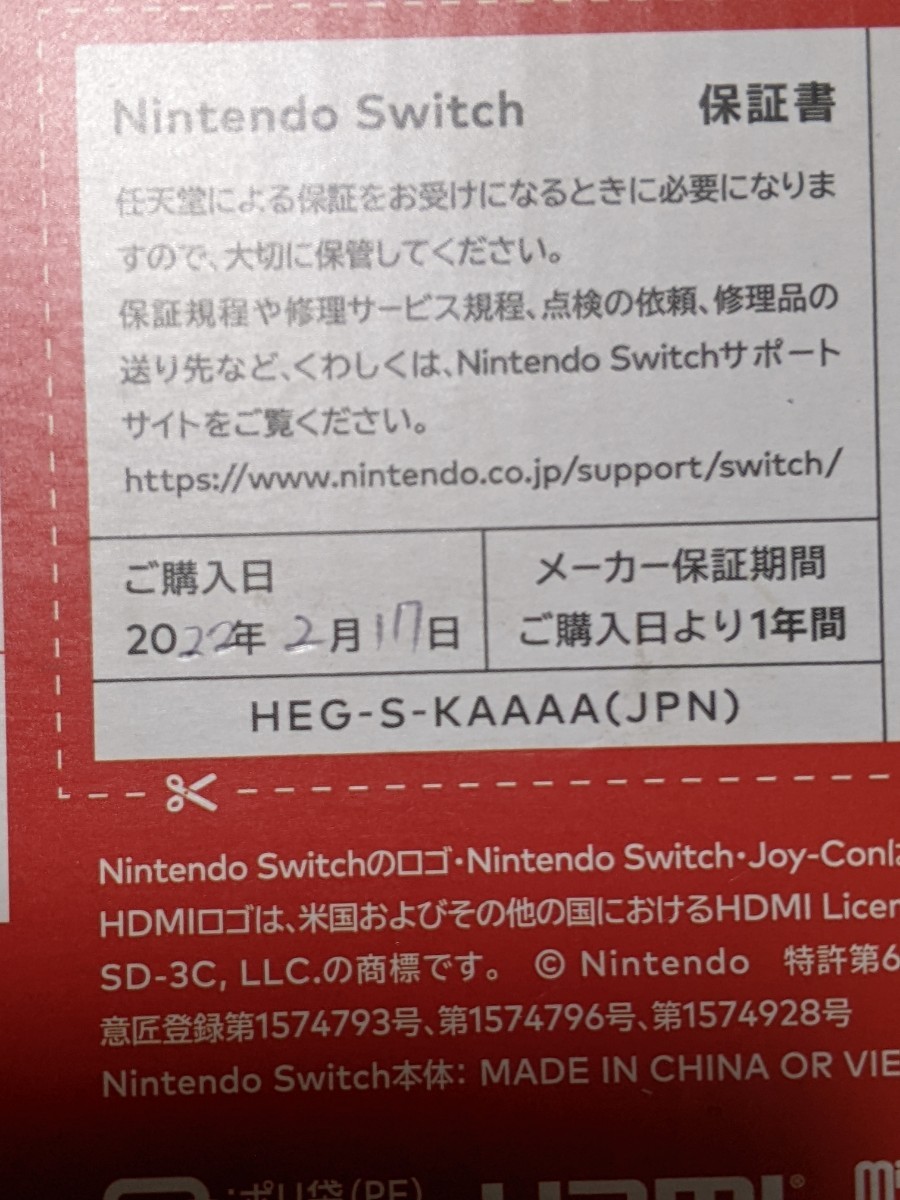 Nintendo Switch 保証書
任天堂による保証をお受けになるときに必要になりま
すので、大切に保管してください。
保証規程や修理サービス規程、点検の依頼、修理品の
送り先など、くわしくは、Nintendo Switchサポート
サイトをご覧ください。
https://www.nintendo.co.jp/support/switch/
ご購入日
2022年 2月17日
メーカー保証期間
ご購入日より1年間
HEG-S-KAAAA(JPN)
Nintendo Switchのロゴ・Nintendo Switch・Joy-Con
HDMIロゴは、米国およびその他の国におけるHDMI
SD-3C, LLC.の商標です。 © Nintendo 特許第6
意匠登録第1574793号、第1574796号、第1574928号
Nintendo Switch本体: MADE IN CHINA OR
:ポリ袋(PE)